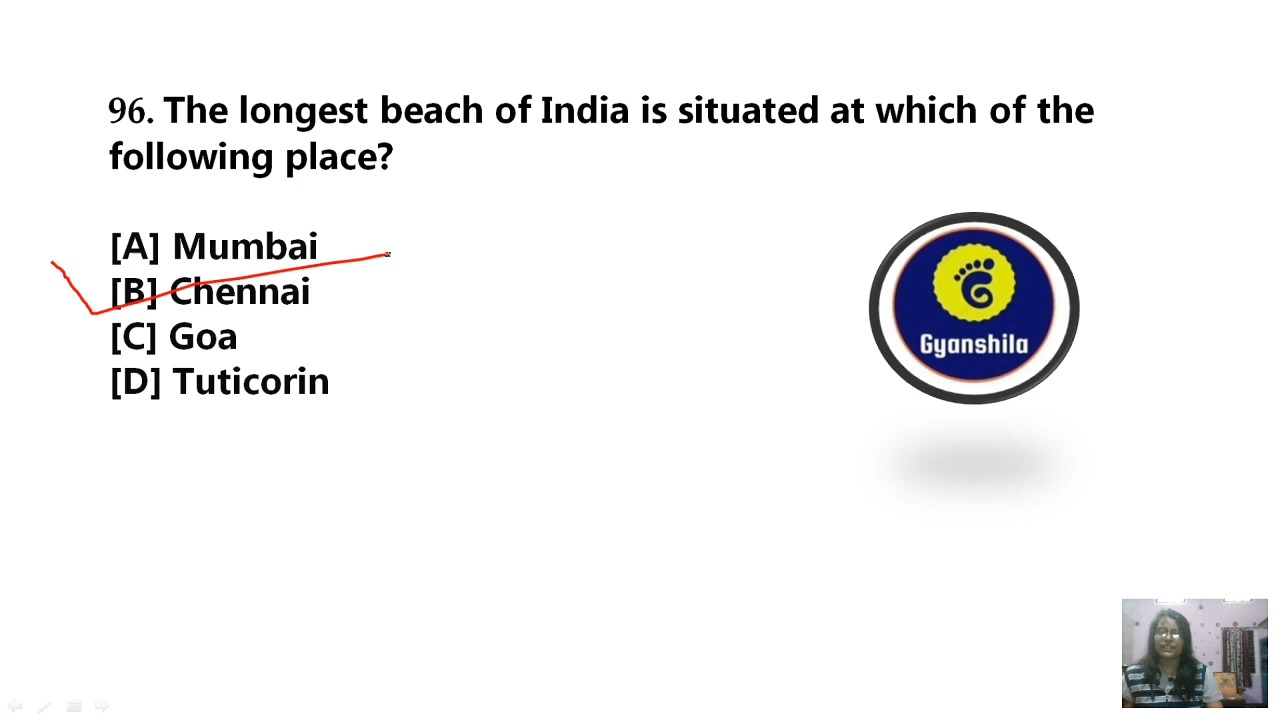 96. The longest beach of India is situated at which of the
following place?
[A] Mumbai
[B] Chennai
[C] Goa
[D] Tuticorin
Gyanshila